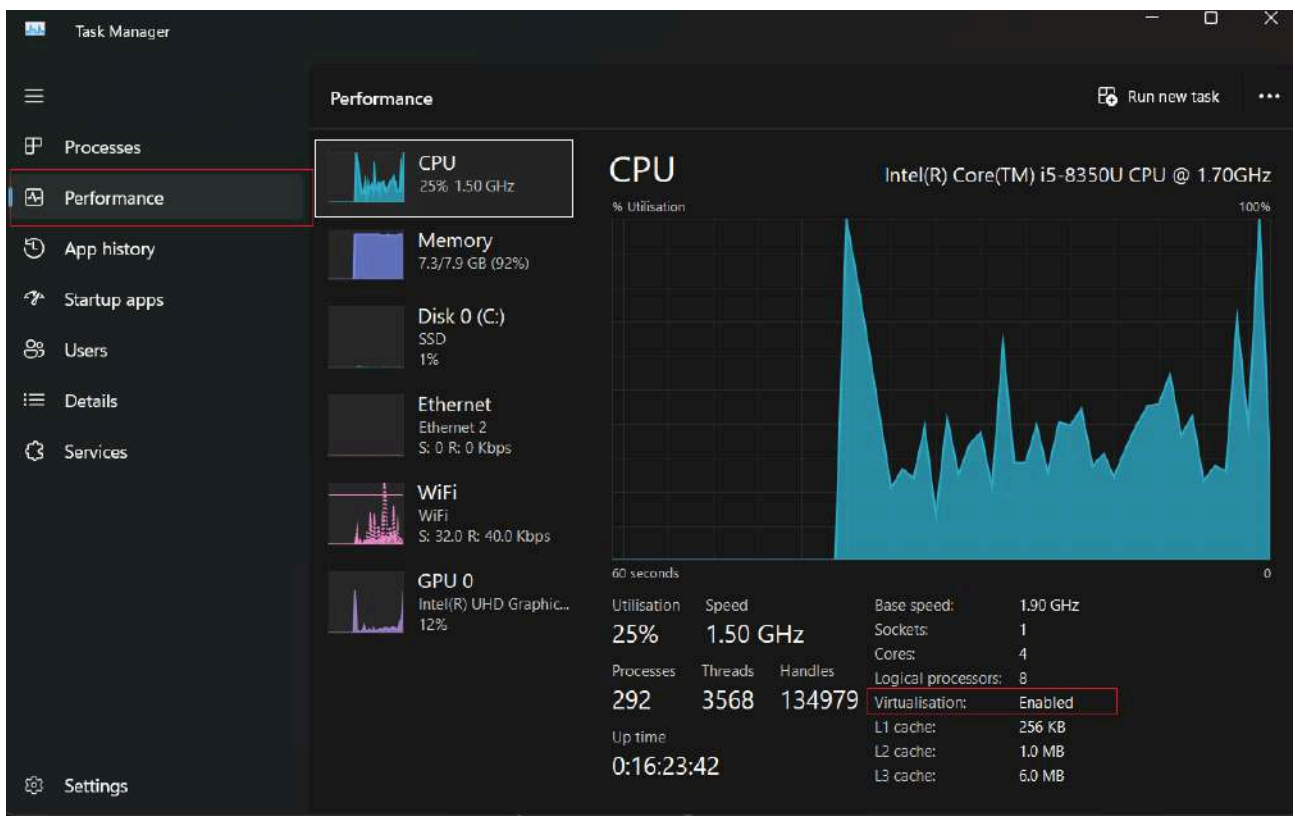 Task Manager
Performance
Run new task
Processes
Performance
App history
Startup apps
Users
Details
Services
Settings
CPU
25% 1.50 GHz
Memory
7.3/7.9 GB (92%)
Disk 0 (C:)
SSD
1%
Ethernet
Ethernet 2
S: 0 R: 0 Kbps
WiFi
WiFi
S: 32.0 R: 40.0 Kbps
GPU 0
Intel(R) UHD Graphic...
12%
CPU
Intel(R) Core(TM) i5-8350U CPU @ 1.70GHz
% Utilisation
100%
60 seconds
0
Utilisation Speed
25% 1.50 GHz
Processes Threads Handles
292 3568 134979
Up time
0:16:23:42
Base speed: 1.90 GHz
Sockets: 1
Cores: 4
Logical processors: 8
Virtualisation: Enabled
L1 cache: 256 KB
L2 cache: 1.0 MB
L3 cache: 6.0 MB